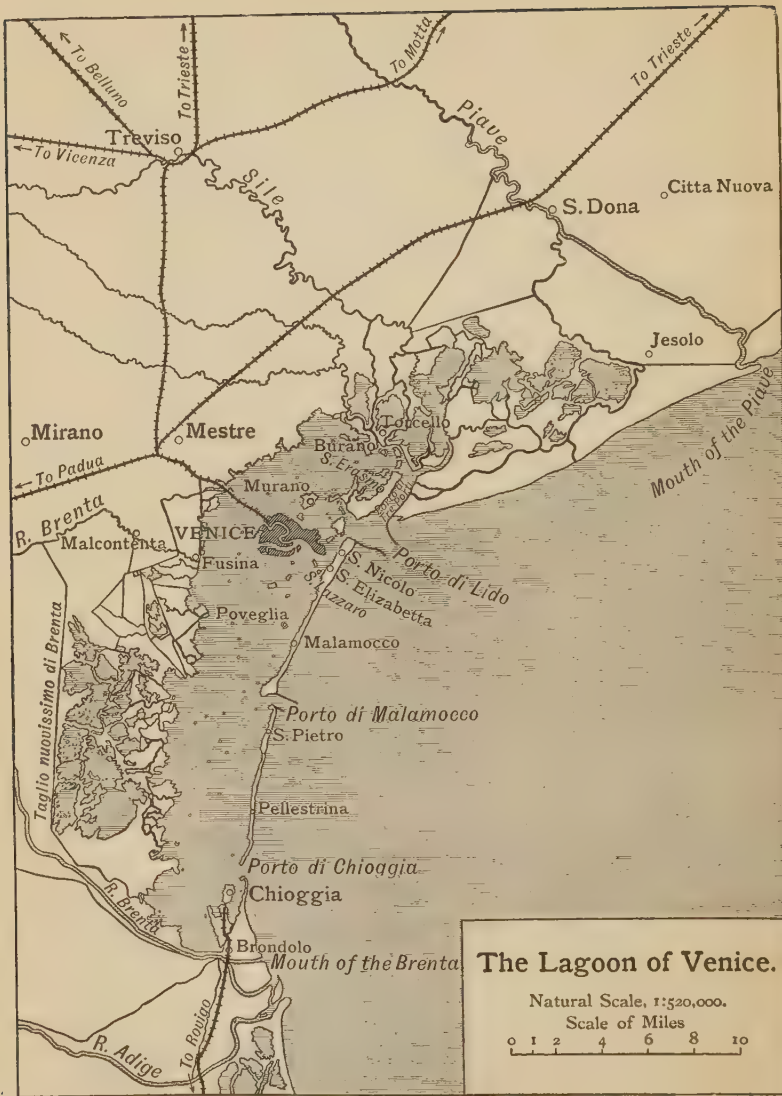 To Belluno
To Trieste
To Motta
To Trieste
Treviso
Piave
To Vicenza
Sile
Citta Nuova
S. Dona
Jesolo
Mirano
Mestre
Torcello
Burano
S. Erasmo
Mouth of the Piave
To Padua
Murano
R. Brenta
VENICE
Malcontenta
Fusina
Porto di Lido
S. Nicolo
S. Elizabetta
Poveglia
Malamocco
Taglio nuovissimo di Brenta
Porto di Malamocco
S. Pietro
Pellestrina
Porto di Chioggia
Chioggia
R. Brenta
Brondolo
Mouth of the Brenta
To Rovigo
R. Adige
The Lagoon of Venice.
Natural Scale, 1:520,000.
Scale of Miles
0 1 2 4 6 8 10